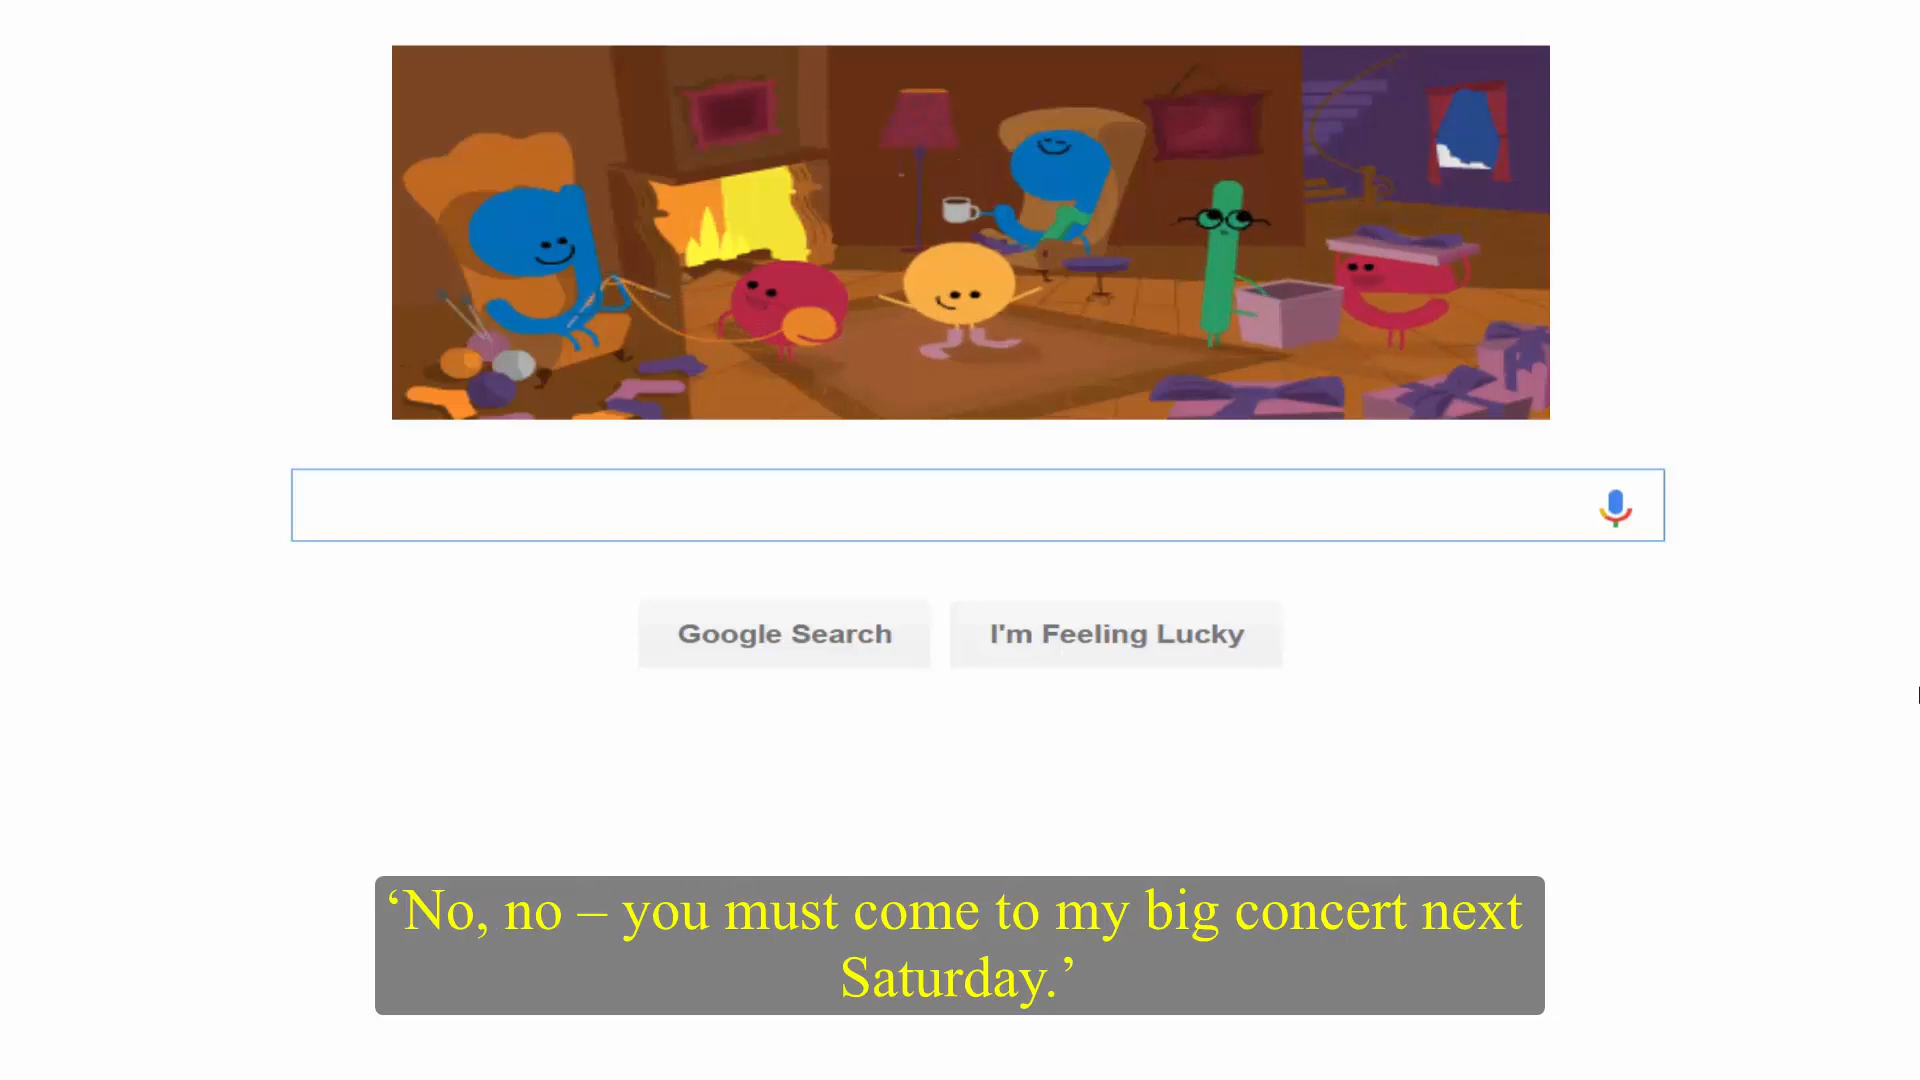 Google Search
I'm Feeling Lucky
‘No, no – you must come to my big concert next
Saturday.’